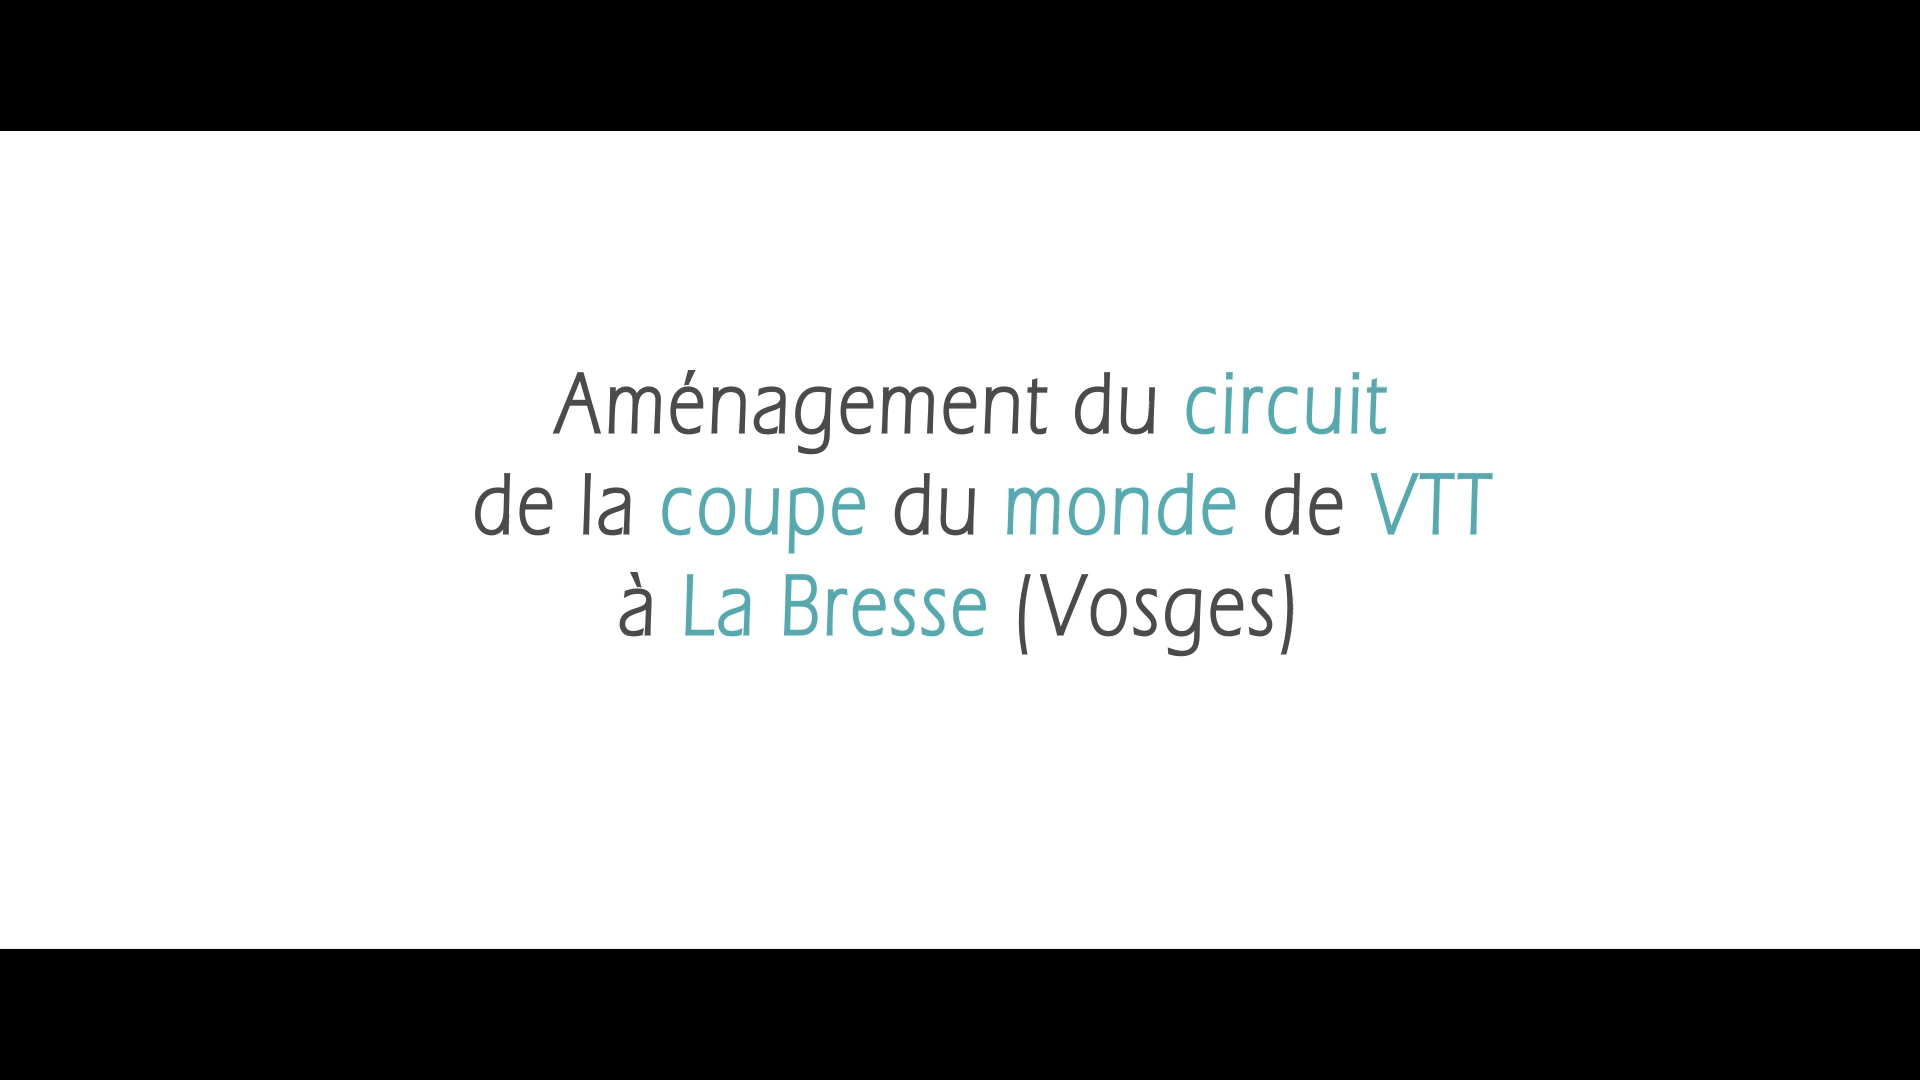 Aménagement du circuit
de la coupe du monde de VTT
à La Bresse (Vosges)